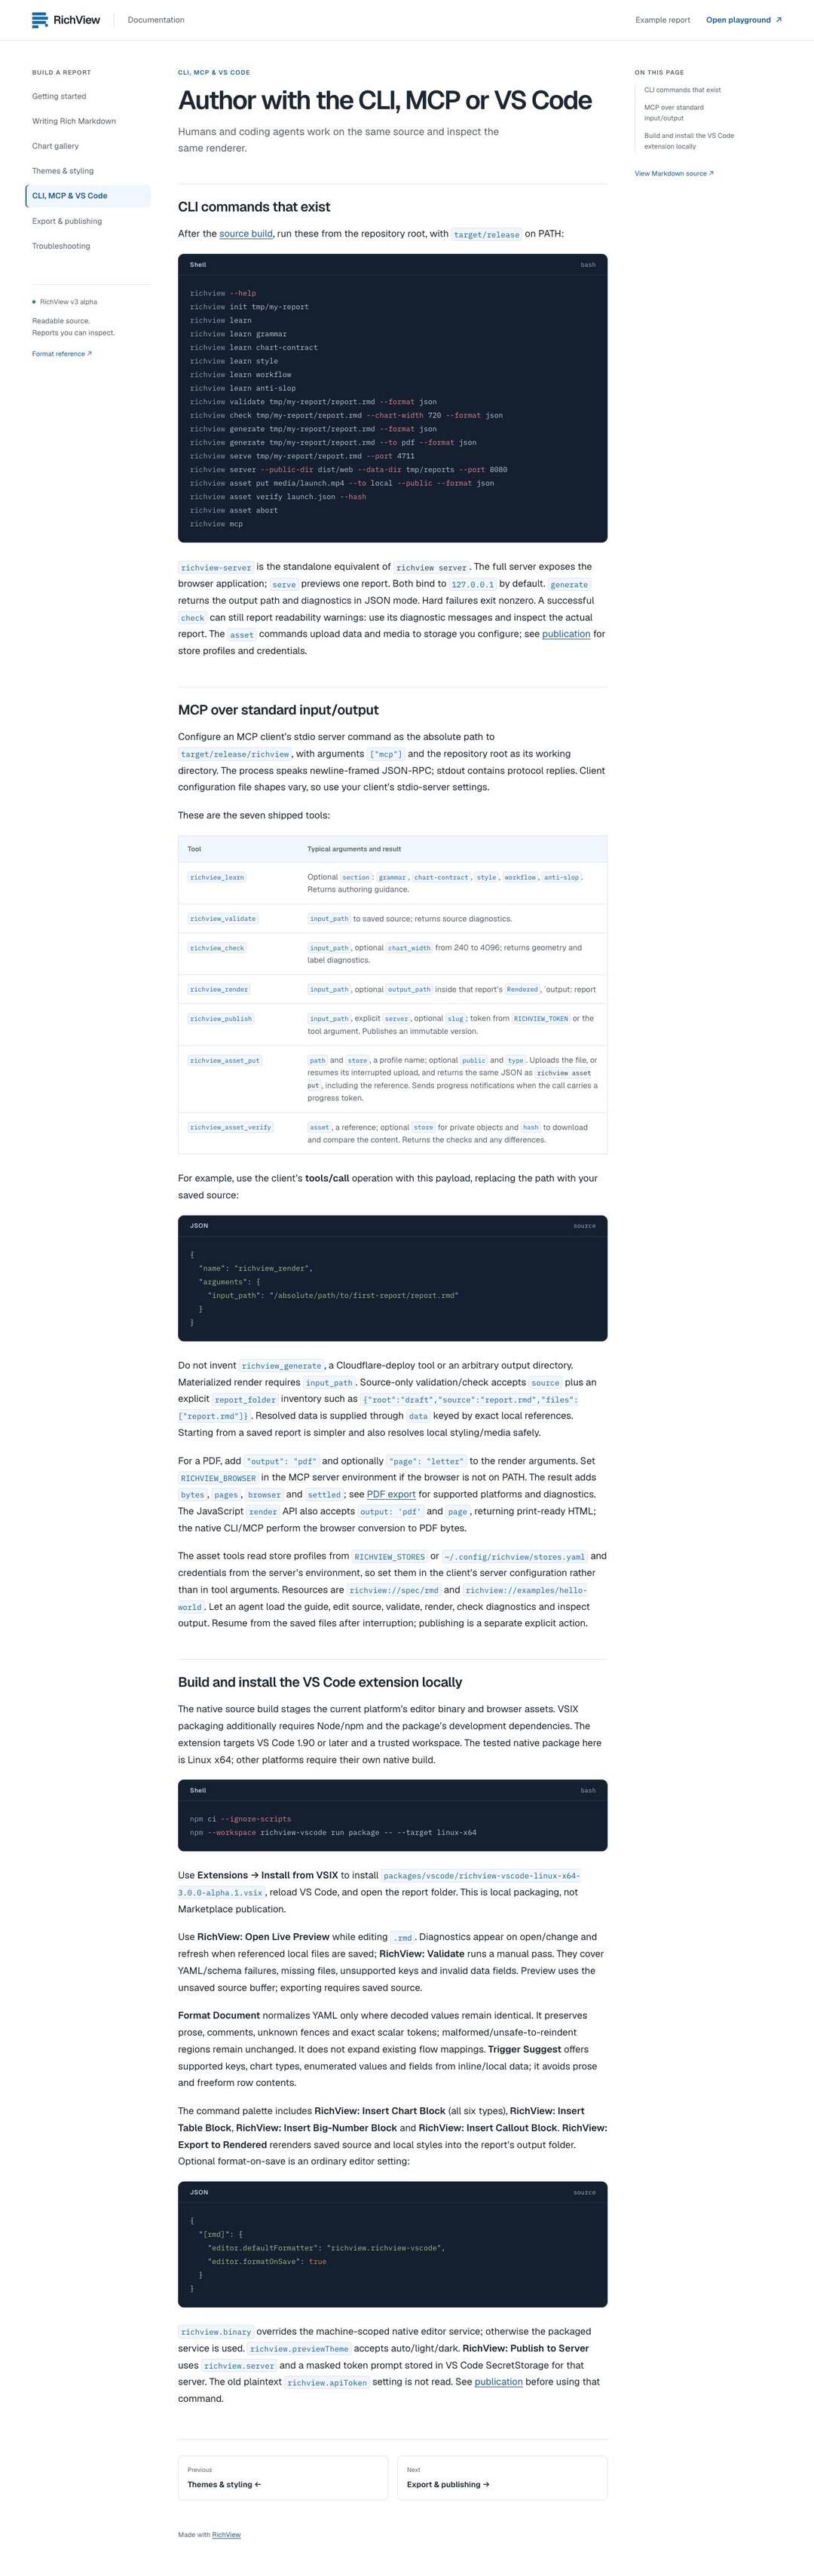 RichView
Documentation
Example report
Open playground ↗
BUILD A REPORT
Getting started
Writing Rich Markdown
Chart gallery
Themes & styling
CLI, MCP & VS Code
Export & publishing
Troubleshooting
RichView v3 alpha
Readable source.
Reports you can inspect.
Format reference ↗
CLI, MCP & VS CODE
Author with the CLI, MCP or VS Code
Humans and coding agents work on the same source and inspect the
same renderer.
ON THIS PAGE
CLI commands that exist
MCP over standard
input/output
Build and install the VS Code
extension locally
View Markdown source ↗
CLI commands that exist
After the source build, run these from the repository root, with target/release on PATH:
Shell
bash
richview --help
richview init tmp/my-report
richview learn
richview learn grammar
richview learn chart-contract
richview learn style
richview learn workflow
richview learn anti-slop
richview validate tmp/my-report/report.rmd --format json
richview check tmp/my-report/report.rmd --chart-width 720 --format json
richview generate tmp/my-report/report.rmd --format json
richview generate tmp/my-report/report.rmd --to pdf --format json
richview serve tmp/my-report/report.rmd --port 4711
richview server --public-dir dist/web --data-dir tmp/reports --port 8080
richview asset put media/launch.mp4 --to local --public --format json
richview asset verify launch.json --hash
richview asset abort
richview mcp
richview-server is the standalone equivalent of richview server. The full server exposes the
browser application; serve previews one report. Both bind to 127.0.0.1 by default. generate
returns the output path and diagnostics in JSON mode. Hard failures exit nonzero. A successful
check can still report readability warnings: use its diagnostic messages and inspect the actual
report. The asset commands upload data and media to storage you configure; see publication for
store profiles and credentials.
MCP over standard input/output
Configure an MCP client's stdio server command as the absolute path to
target/release/richview, with arguments ["mcp"] and the repository root as its working
directory. The process speaks newline-framed JSON-RPC; stdout contains protocol replies. Client
configuration file shapes vary, so use your client's stdio-server settings.
These are the seven shipped tools:
Tool
Typical arguments and result
richview_learn
Optional section: grammar, chart-contract, style, workflow, anti-slop.
Returns authoring guidance.
richview_validate
input_path to saved source; returns source diagnostics.
richview_check
input_path, optional chart_width from 240 to 4096; returns geometry and
label diagnostics.
richview_render
input_path, optional output_path inside that report's Rendered, `output: report
richview_publish
input_path, explicit server, optional slug; token from RICHVIEW_TOKEN or the
tool argument. Publishes an immutable version.
richview_asset_put
path and store, a profile name; optional public and type. Uploads the file, or
resumes its interrupted upload, and returns the same JSON as richview asset
put, including the reference. Sends progress notifications when the call carries a
progress token.
richview_asset_verify
asset, a reference; optional store for private objects and hash to download
and compare the content. Returns the checks and any differences.
For example, use the client's tools/call operation with this payload, replacing the path with your
saved source:
JSON
source
{
"name": "richview_render",
"arguments": {
"input_path": "/absolute/path/to/first-report/report.rmd"
}
}
Do not invent richview_generate, a Cloudflare-deploy tool or an arbitrary output directory.
Materialized render requires input_path. Source-only validation/check accepts source plus an
explicit report_folder inventory such as {"root":"draft","source":"report.rmd","files":
["report.rmd"]}. Resolved data is supplied through data keyed by exact local references.
Starting from a saved report is simpler and also resolves local styling/media safely.
For a PDF, add "output": "pdf" and optionally "page": "letter" to the render arguments. Set
RICHVIEW_BROWSER in the MCP server environment if the browser is not on PATH. The result adds
bytes, pages, browser and settled; see PDF export for supported platforms and diagnostics.
The JavaScript render API also accepts output: 'pdf' and page, returning print-ready HTML;
the native CLI/MCP perform the browser conversion to PDF bytes.
The asset tools read store profiles from RICHVIEW_STORES or ~/.config/richview/stores.yaml and
credentials from the server's environment, so set them in the client's server configuration rather
than in tool arguments. Resources are richview://spec/rmd and richview://examples/hello-
world. Let an agent load the guide, edit source, validate, render, check diagnostics and inspect
output. Resume from the saved files after interruption; publishing is a separate explicit action.
Build and install the VS Code extension locally
The native source build stages the current platform's editor binary and browser assets. VSIX
packaging additionally requires Node/npm and the package's development dependencies. The
extension targets VS Code 1.90 or later and a trusted workspace. The tested native package here
is Linux x64; other platforms require their own native build.
Shell
bash
npm ci --ignore-scripts
npm --workspace richview-vscode run package -- --target linux-x64
Use Extensions → Install from VSIX to install packages/vscode/richview-vscode-linux-x64-
3.0.0-alpha.1.vsix, reload VS Code, and open the report folder. This is local packaging, not
Marketplace publication.
Use RichView: Open Live Preview while editing .rmd. Diagnostics appear on open/change and
refresh when referenced local files are saved; RichView: Validate runs a manual pass. They cover
YAML/schema failures, missing files, unsupported keys and invalid data fields. Preview uses the
unsaved source buffer; exporting requires saved source.
Format Document normalizes YAML only where decoded values remain identical. It preserves
prose, comments, unknown fences and exact scalar tokens; malformed/unsafe-to-reindent
regions remain unchanged. It does not expand existing flow mappings. Trigger Suggest offers
supported keys, chart types, enumerated values and fields from inline/local data; it avoids prose
and freeform row contents.
The command palette includes RichView: Insert Chart Block (all six types), RichView: Insert
Table Block, RichView: Insert Big-Number Block and RichView: Insert Callout Block. RichView:
Export to Rendered rerenders saved source and local styles into the report's output folder.
Optional format-on-save is an ordinary editor setting:
JSON
source
{
"[rmd]": {
"editor.defaultFormatter": "richview.richview-vscode",
"editor.formatOnSave": true
}
}
richview.binary overrides the machine-scoped native editor service; otherwise the packaged
service is used. richview.previewTheme accepts auto/light/dark. RichView: Publish to Server
uses richview.server and a masked token prompt stored in VS Code SecretStorage for that
server. The old plaintext richview.apiToken setting is not read. See publication before using that
command.
Previous
Themes & styling ←
Next
Export & publishing →
Made with RichView